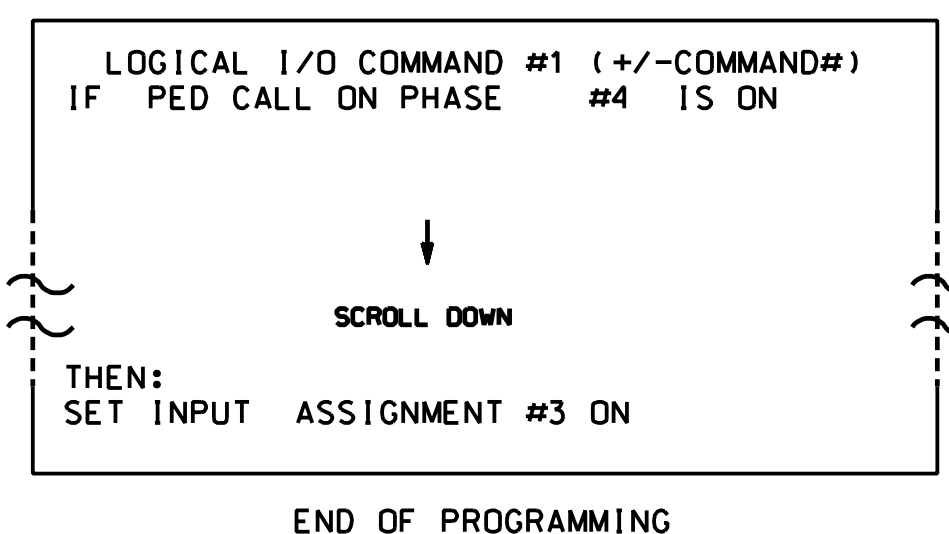 LOGICAL I/O COMMAND #1 (+/-COMMAND#)
IF PED CALL ON PHASE #4 IS ON
SCROLL DOWN
THEN:
SET INPUT ASSIGNMENT #3 ON
END OF PROGRAMMING